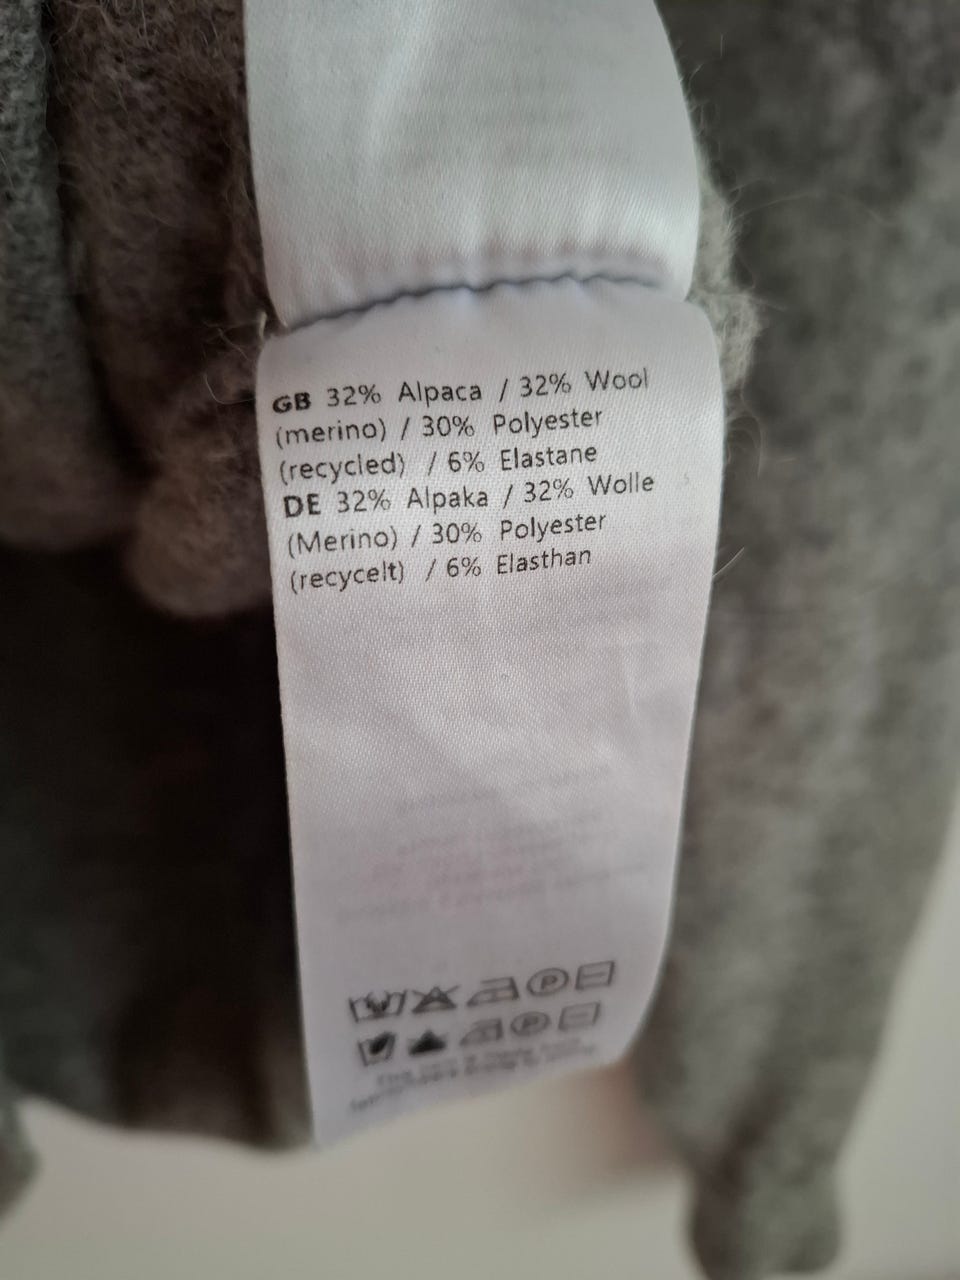 GB 32% Alpaca / 32% Wool
(merino) / 30% Polyester
(recycled) / 6% Elastane
DE 32% Alpaka / 32% Wolle
(Merino) / 30% Polyester
(recycelt) / 6% Elasthan
P
P